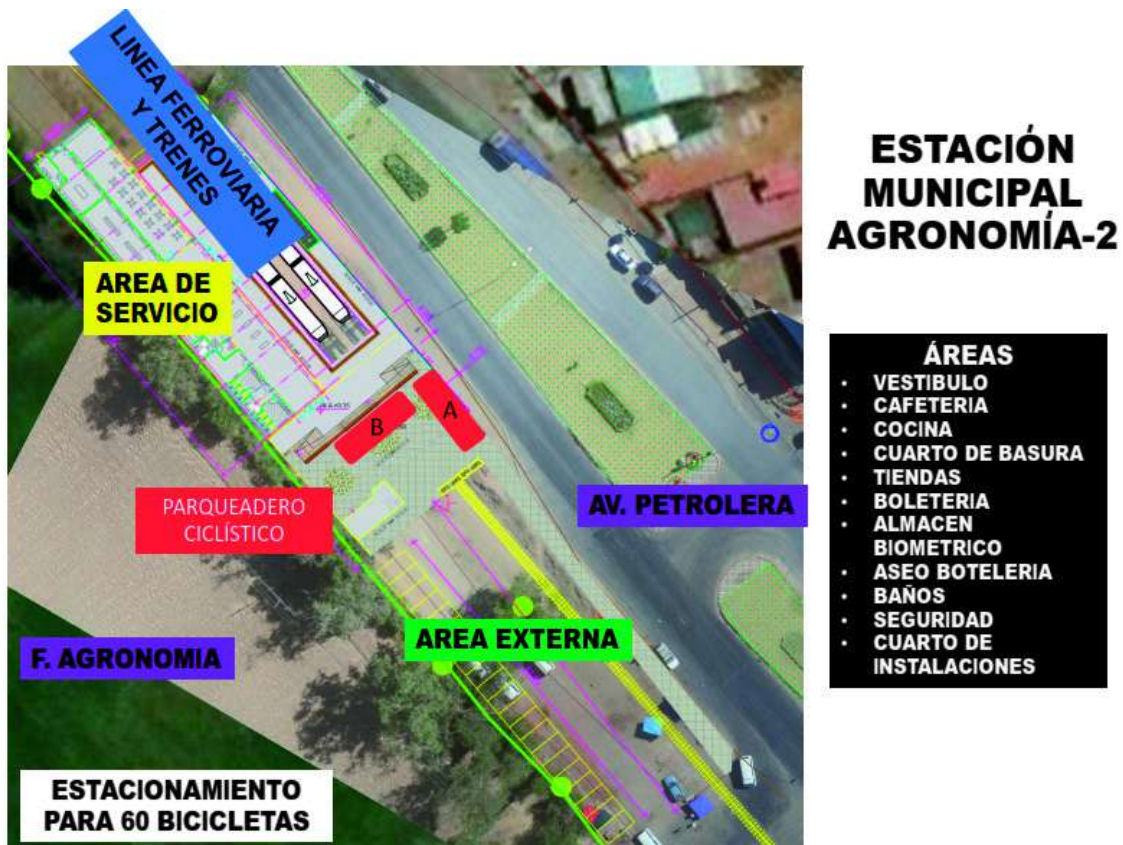 LINEA FERROVIARIA
Y TRENES
AREA DE
SERVICIO
A
B
PARQUEADERO
CICLÍSTICO
AV. PETROLERA
AREA EXTERNA
F. AGRONOMIA
ESTACIONAMIENTO
PARA 60 BICICLETAS
ESTACIÓN
MUNICIPAL
AGRONOMÍA-2
ÁREAS
• VESTIBULO
• CAFETERIA
• COCINA
• CUARTO DE BASURA
• TIENDAS
• BOLETERIA
• ALMACEN
BIOMETRICO
• ASEO BOTELERIA
• BAÑOS
• SEGURIDAD
• CUARTO DE
INSTALACIONES